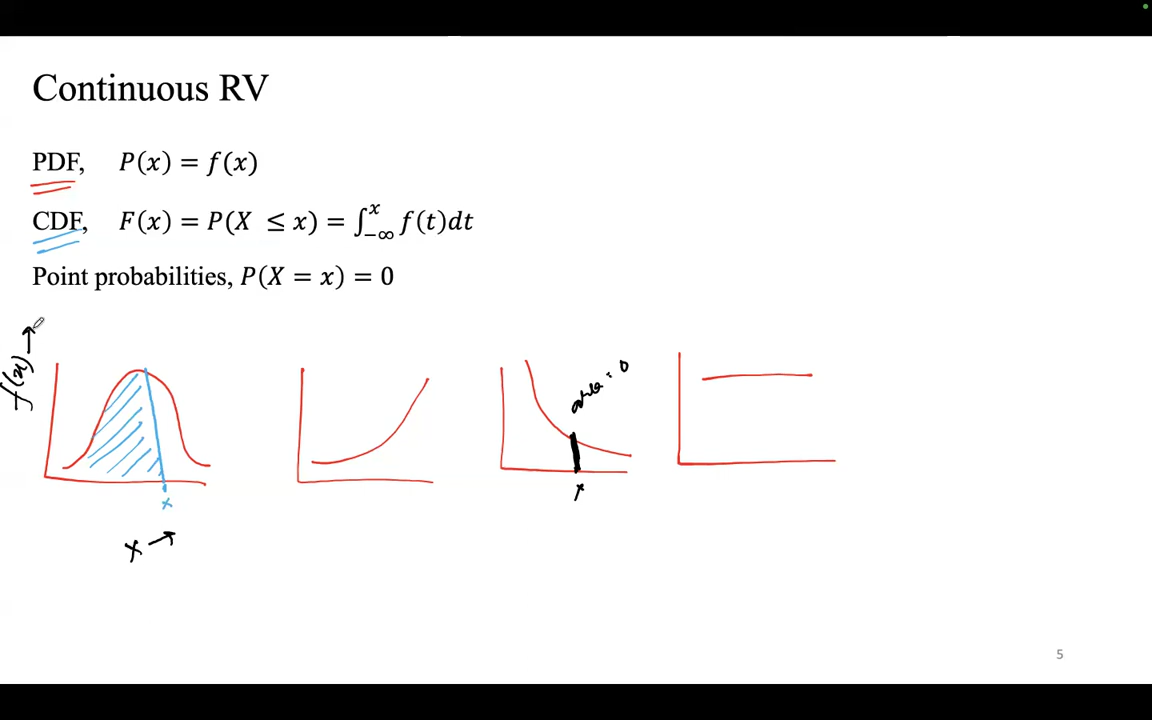 Continuous RV
PDF, P(x) = f(x)
CDF, F(x) = P(X ≤ x) = ∫_{-∞}^{x} f(t)dt
Point probabilities, P(X = x) = 0
f(x) →
area = 0
x
x
x →
5